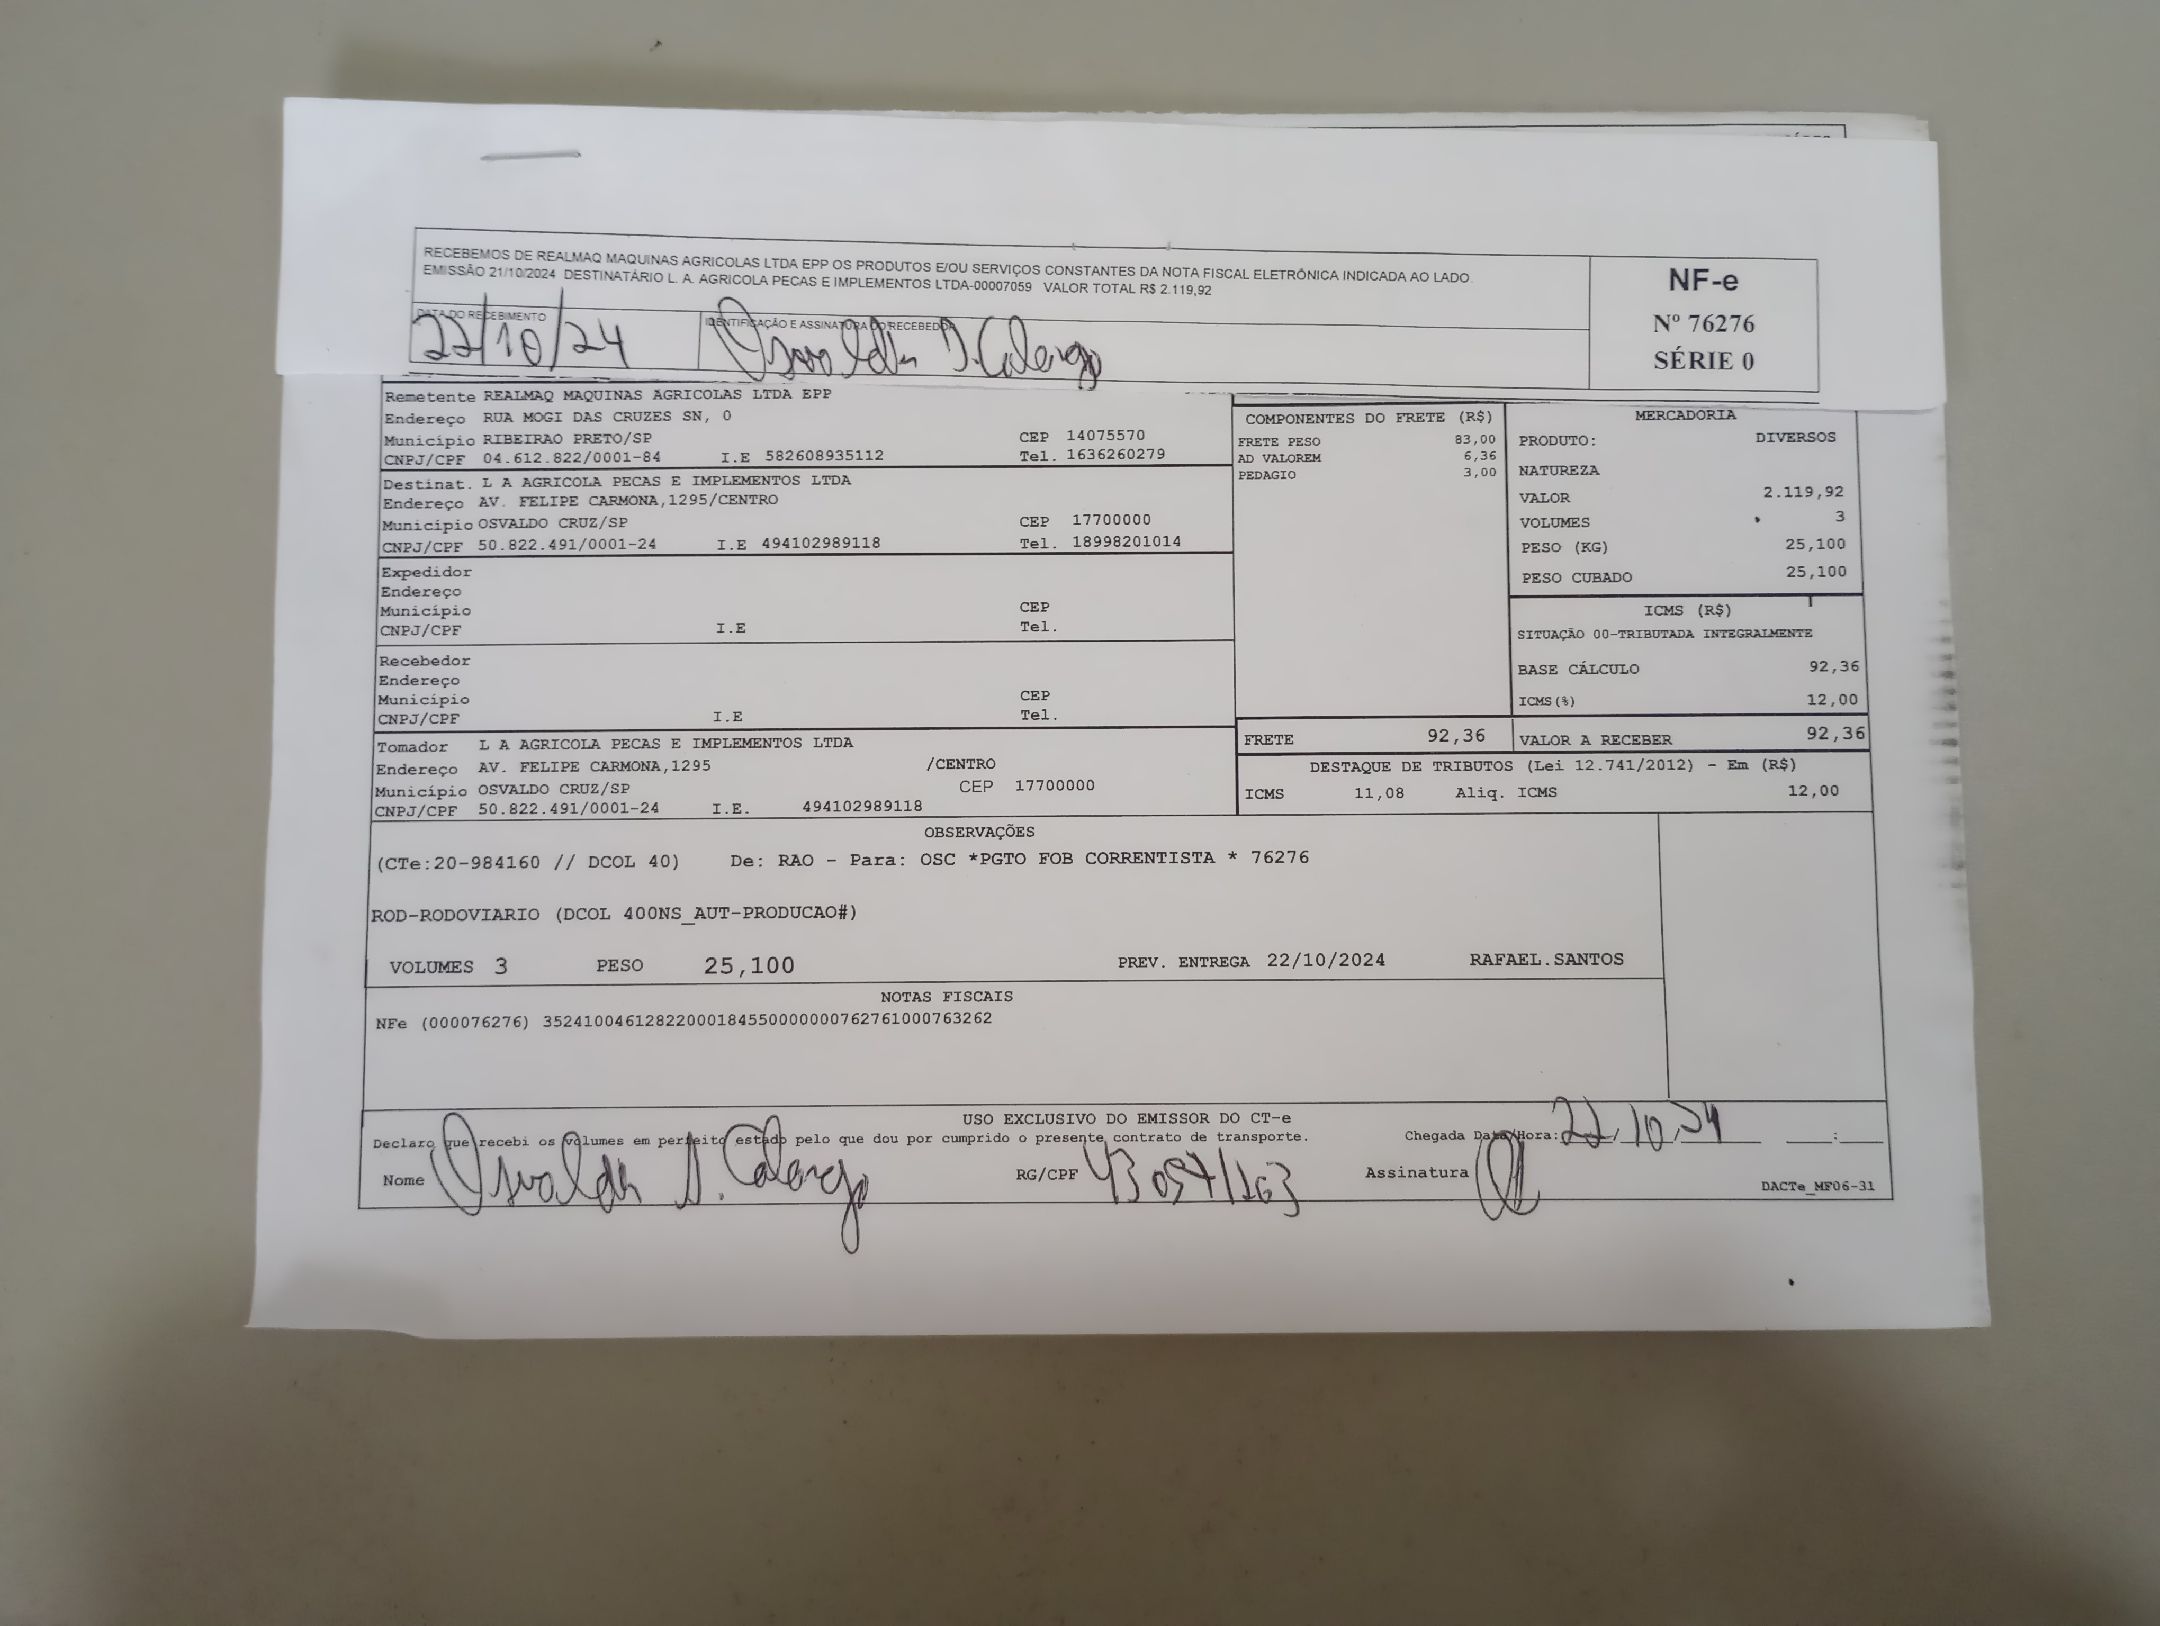 RECEBEMOS DE REALMAQ MAQUINAS AGRICOLAS LTDA EPP OS PRODUTOS E/OU SERVIÇOS CONSTANTES DA NOTA FISCAL ELETRÔNICA INDICADA AO LADO.
EMISSÃO 21/10/2024 DESTINATÁRIO L. A. AGRICOLA PECAS E IMPLEMENTOS LTDA-00007059 VALOR TOTAL R$ 2.119,92
NF-e
Nº 76276
SÉRIE 0
DATA DO RECEBIMENTO
22/10/24
IDENTIFICAÇÃO E ASSINATURA DO RECEBEDOR
Remetente REALMAQ MAQUINAS AGRICOLAS LTDA EPP
Endereço RUA MOGI DAS CRUZES SN, 0
Município RIBEIRAO PRETO/SP CEP 14075570
CNPJ/CPF 04.612.822/0001-84 I.E 582608935112 Tel. 1636260279
Destinat. L A AGRICOLA PECAS E IMPLEMENTOS LTDA
Endereço AV. FELIPE CARMONA,1295/CENTRO
Município OSVALDO CRUZ/SP CEP 17700000
CNPJ/CPF 50.822.491/0001-24 I.E 494102989118 Tel. 18998201014
Expedidor
Endereço
Município CEP
CNPJ/CPF I.E Tel.
Recebedor
Endereço
Município CEP
CNPJ/CPF I.E Tel.
Tomador L A AGRICOLA PECAS E IMPLEMENTOS LTDA
Endereço AV. FELIPE CARMONA,1295 /CENTRO
Município OSVALDO CRUZ/SP CEP 17700000
CNPJ/CPF 50.822.491/0001-24 I.E. 494102989118
COMPONENTES DO FRETE (R$)
FRETE PESO 83,00
AD VALOREM 6,36
PEDAGIO 3,00
MERCADORIA
PRODUTO: DIVERSOS
NATUREZA
VALOR 2.119,92
VOLUMES 3
PESO (KG) 25,100
PESO CUBADO 25,100
ICMS (R$)
SITUAÇÃO 00-TRIBUTADA INTEGRALMENTE
BASE CÁLCULO 92,36
ICMS(%) 12,00
FRETE 92,36 VALOR A RECEBER 92,36
DESTAQUE DE TRIBUTOS (Lei 12.741/2012) - Em (R$)
ICMS 11,08 Aliq. ICMS 12,00
OBSERVAÇÕES
(CTe:20-984160 // DCOL 40) De: RAO - Para: OSC *PGTO FOB CORRENTISTA * 76276
ROD-RODOVIARIO (DCOL 400NS_AUT-PRODUCAO#)
VOLUMES 3 PESO 25,100 PREV. ENTREGA 22/10/2024 RAFAEL.SANTOS
NOTAS FISCAIS
NFe (000076276) 35241004612822000184550000000762761000763262
USO EXCLUSIVO DO EMISSOR DO CT-e
Declaro que recebi os volumes em perfeito estado pelo que dou por cumprido o presente contrato de transporte. Chegada Data/Hora: 22/10/24 __:__
Nome RG/CPF Assinatura
DACTe_MF06-31